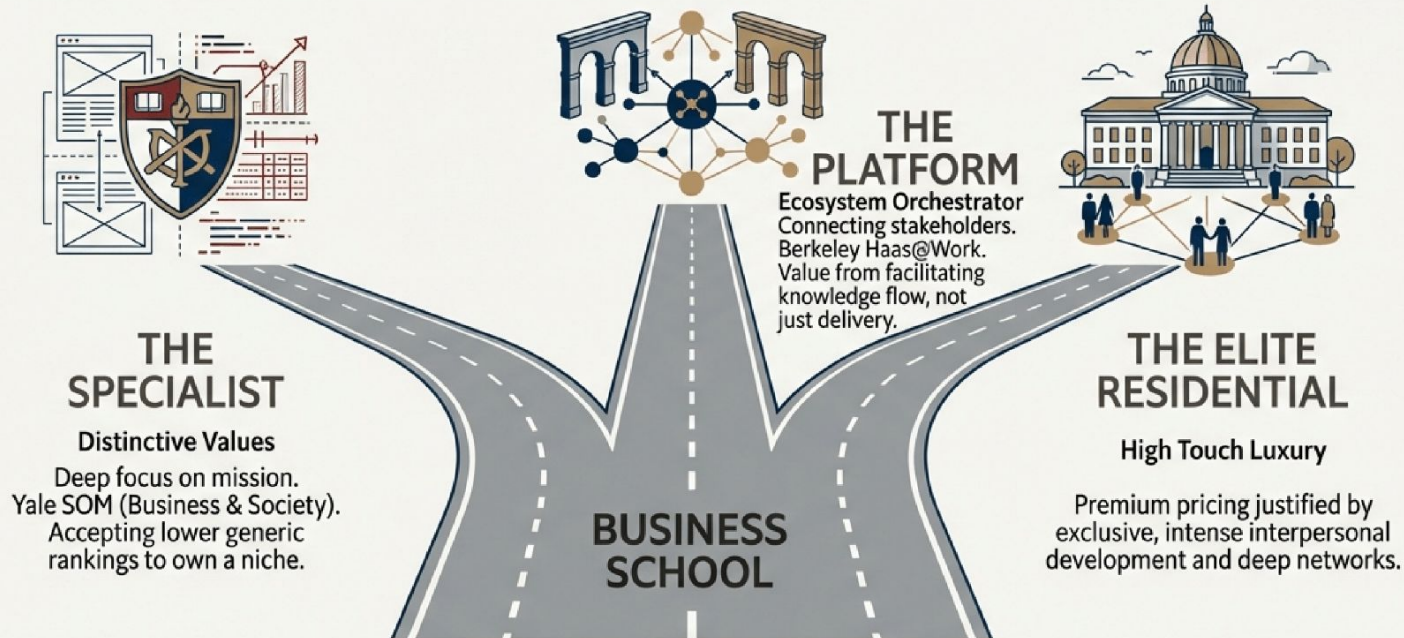 THE
SPECIALIST
Distinctive Values
Deep focus on mission.
Yale SOM (Business & Society).
Accepting lower generic
rankings to own a niche.
THE
PLATFORM
Ecosystem Orchestrator
Connecting stakeholders.
Berkeley Haas@Work.
Value from facilitating
knowledge flow, not
just delivery.
THE ELITE
RESIDENTIAL
High Touch Luxury
Premium pricing justified by
exclusive, intense interpersonal
development and deep networks.
BUSINESS
SCHOOL